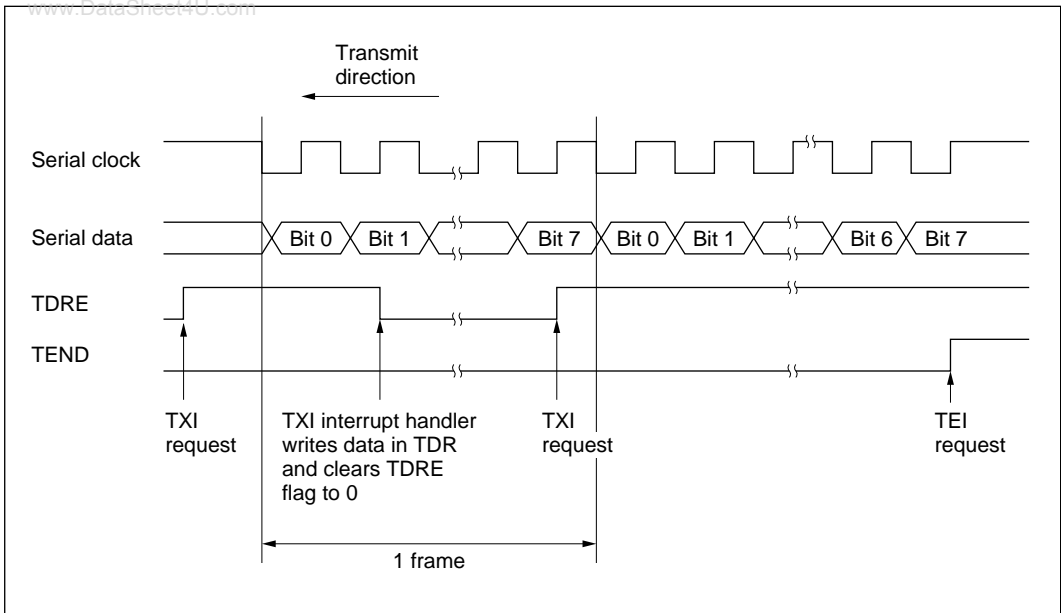 www.DataSheet4U.com
Transmit
direction
Serial clock
Serial data
Bit 0 Bit 1 Bit 7 Bit 0 Bit 1 Bit 6 Bit 7
TDRE
TEND
TXI
request
TXI interrupt handler
writes data in TDR
and clears TDRE
flag to 0
TXI
request
TEI
request
1 frame